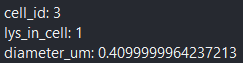 cell_id: 3
lys_in_cell: 1
diameter_um: 0.4099999964237213